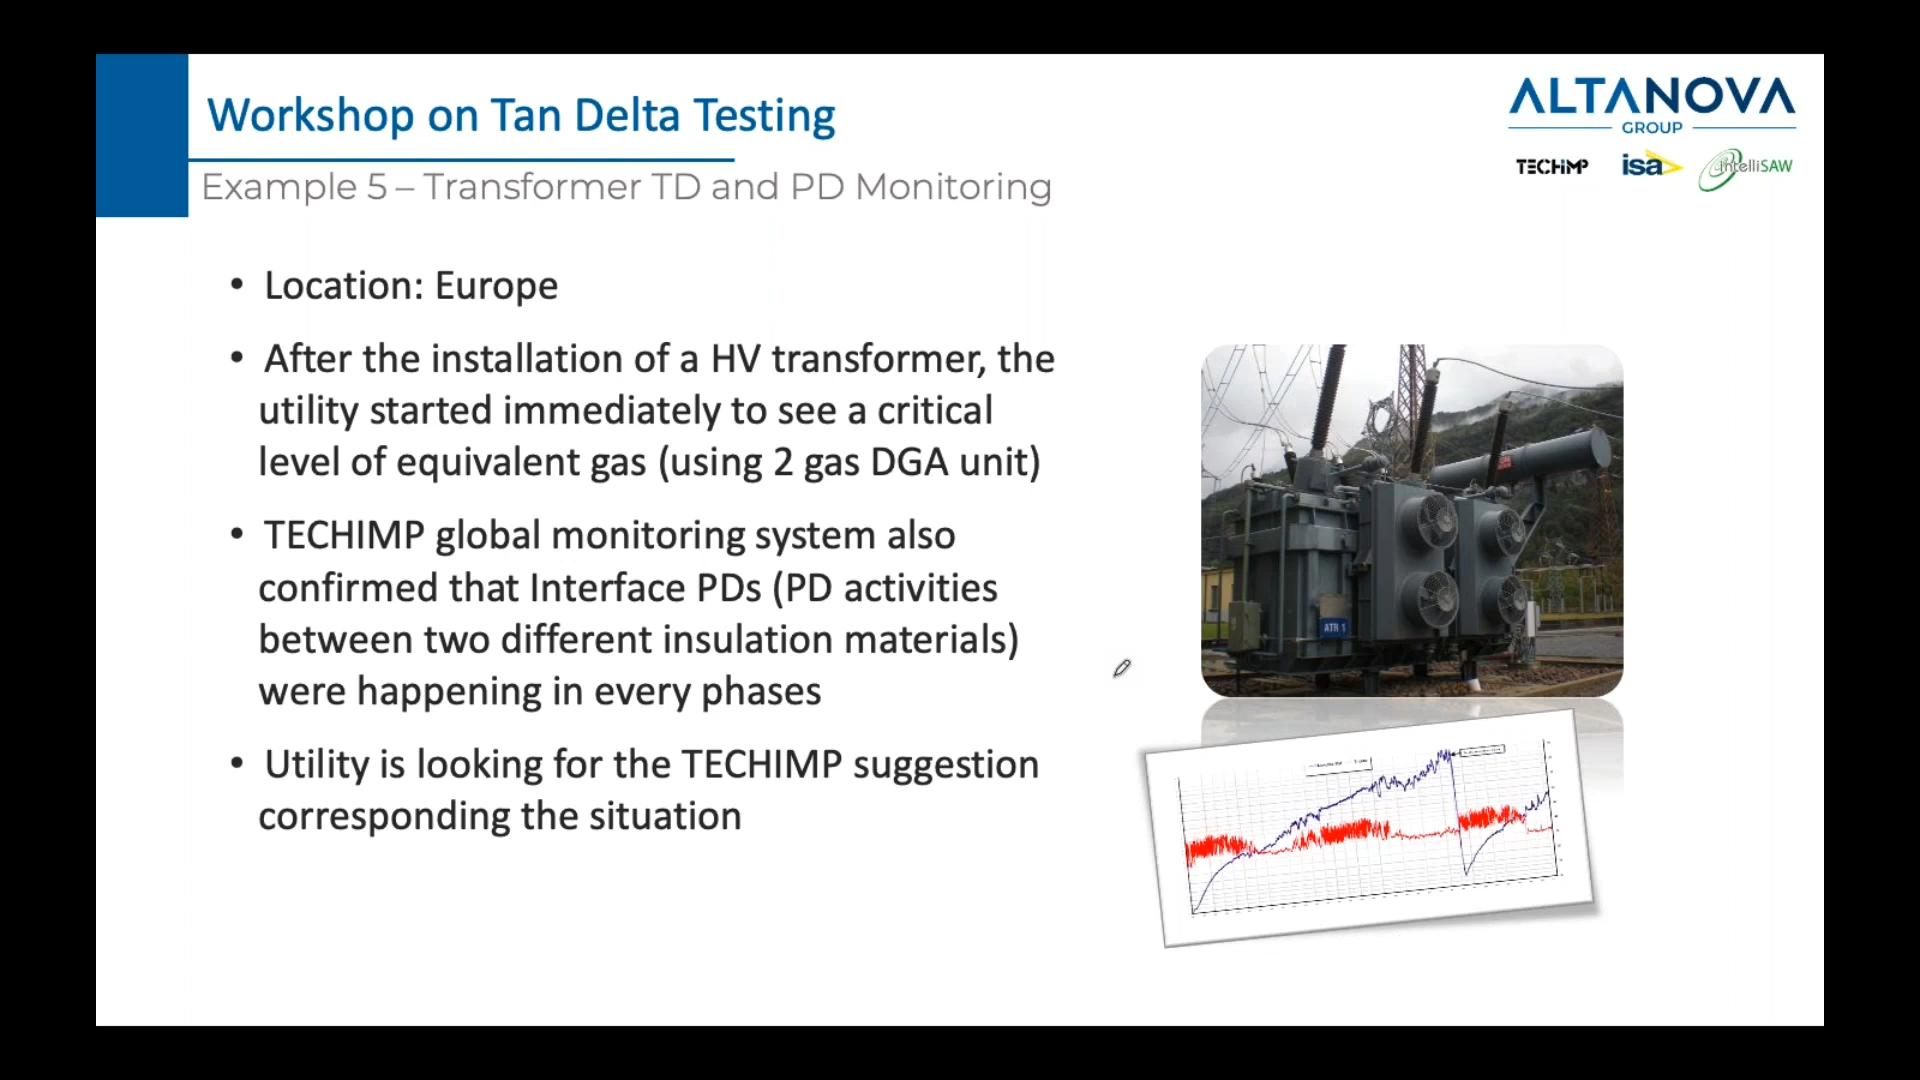 Workshop on Tan Delta Testing
Example 5 – Transformer TD and PD Monitoring
ALTANOVA
GROUP
TECHIMP
isa
intelliSAW
• Location: Europe
• After the installation of a HV transformer, the
utility started immediately to see a critical
level of equivalent gas (using 2 gas DGA unit)
• TECHIMP global monitoring system also
confirmed that Interface PDs (PD activities
between two different insulation materials)
were happening in every phases
• Utility is looking for the TECHIMP suggestion
corresponding the situation
ATR 1